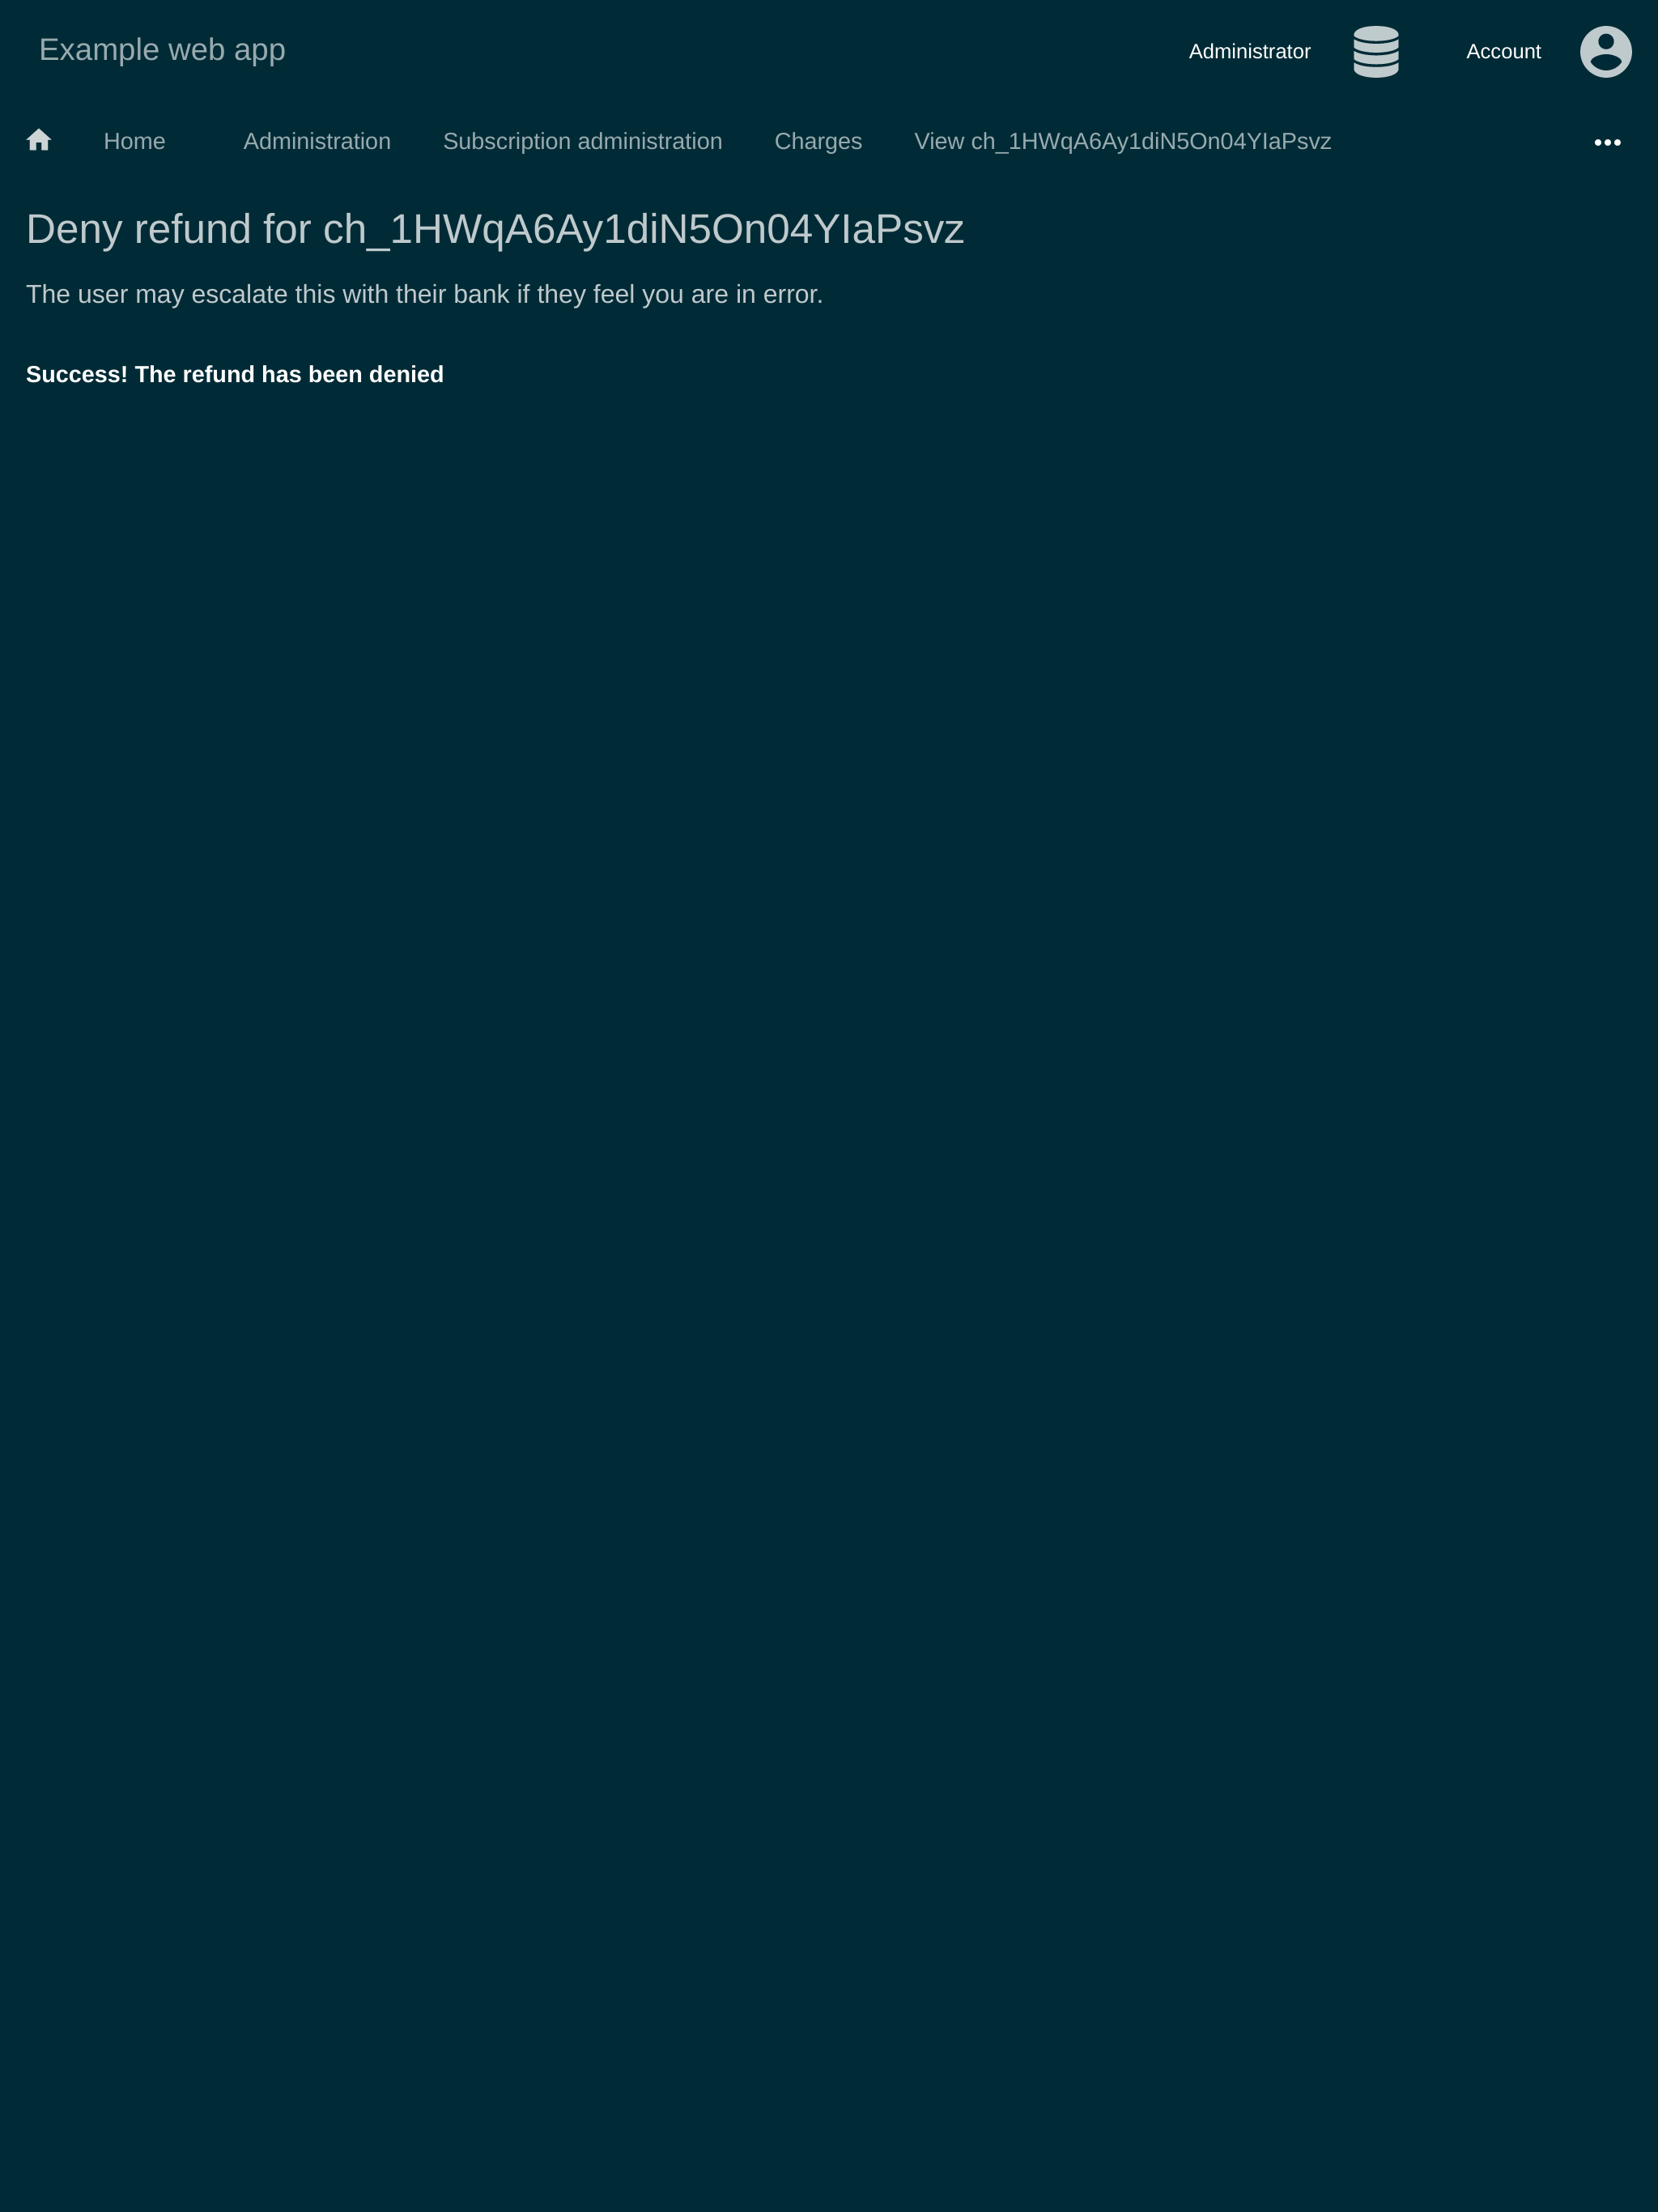 Example web app
Administrator
Account
Home
Administration
Subscription administration
Charges
View ch_1HWqA6Ay1diN5On04YIaPsvz
Deny refund for ch_1HWqA6Ay1diN5On04YIaPsvz
The user may escalate this with their bank if they feel you are in error.
Success! The refund has been denied